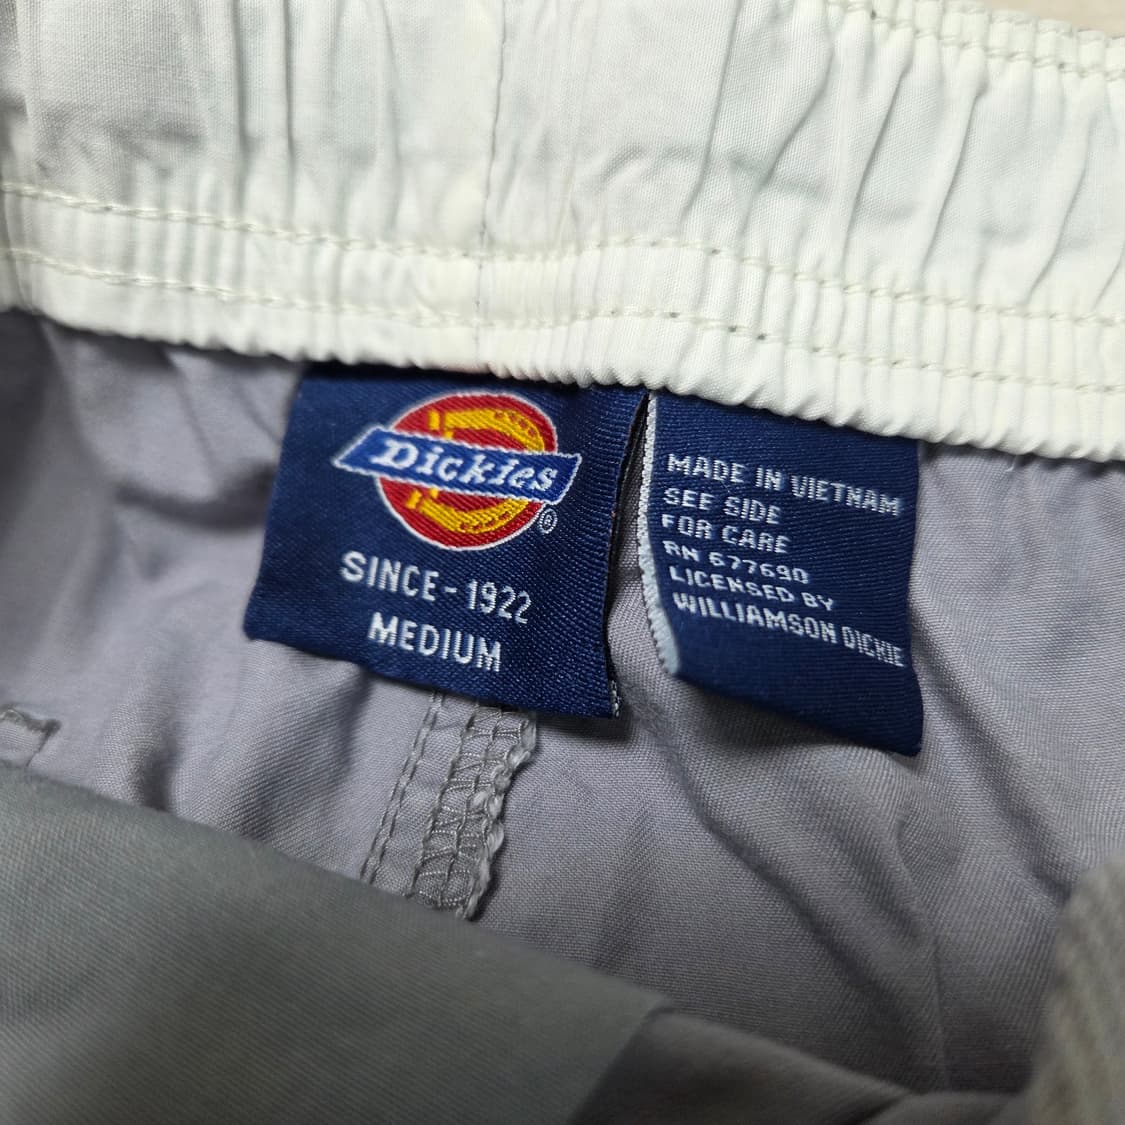 Dickies
®
SINCE-1922
MEDIUM
MADE IN VIETNAM
SEE SIDE
FOR CARE
RN 677690
LICENSED BY
WILLIAMSON DICKIE